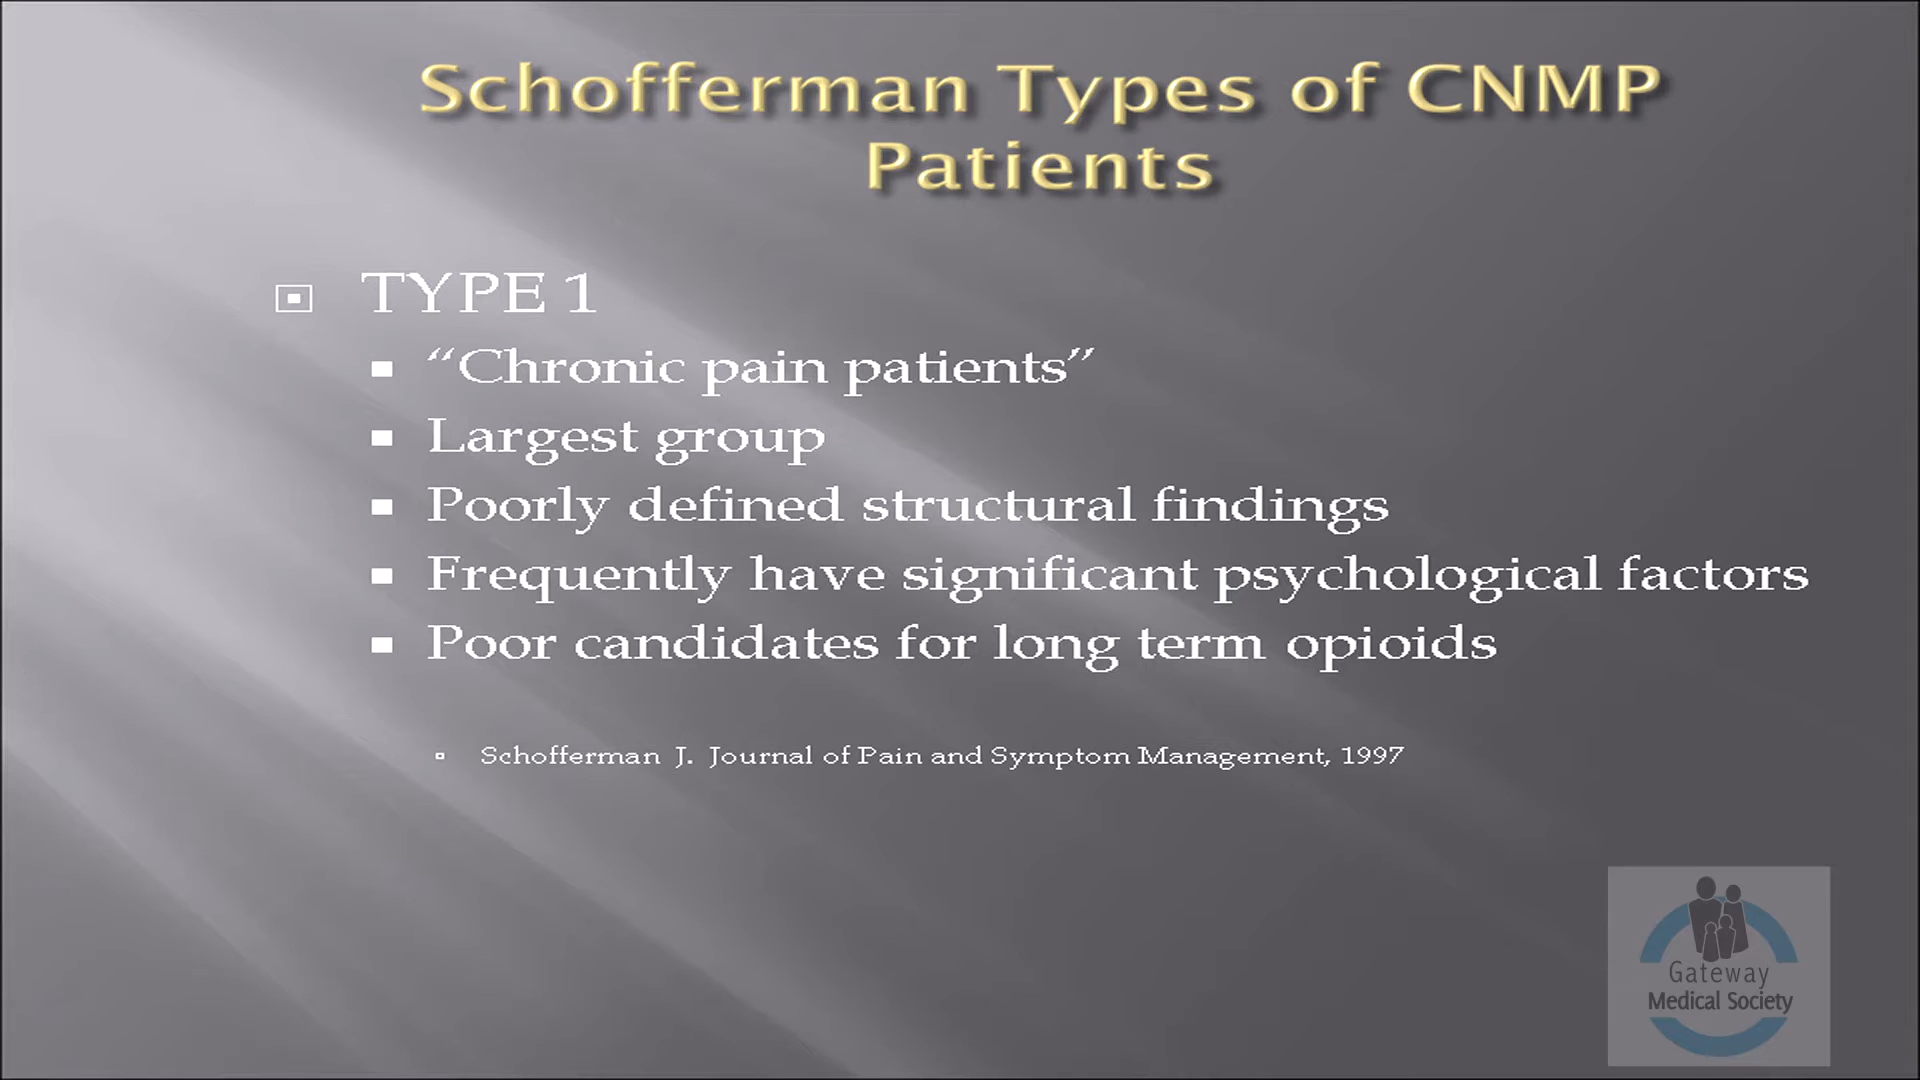 Schofferman Types of CNMP
Patients
TYPE 1
“Chronic pain patients”
Largest group
Poorly defined structural findings
Frequently have significant psychological factors
Poor candidates for long term opioids
Schofferman J. Journal of Pain and Symptom Management, 1997
Gateway
Medical Society